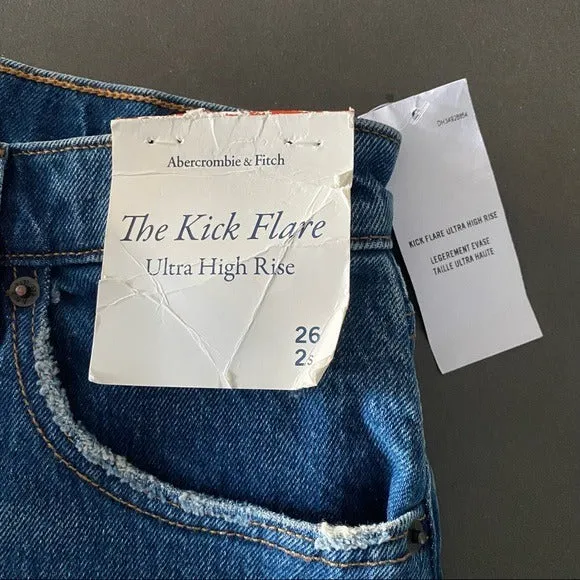 Abercrombie & Fitch
The Kick Flare
Ultra High Rise
26
2s
KICK FLARE ULTRA HIGH RISE
LEGEREMENT EVASE
TAILLE ULTRA HAUTE